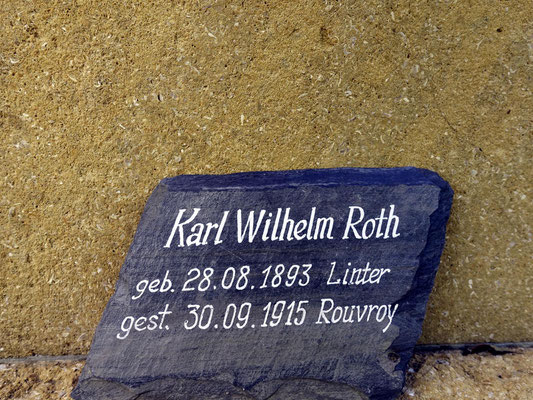 Karl Wilhelm Roth
geb. 28.08.1893 Linter
gest. 30.09.1915 Rouvroy